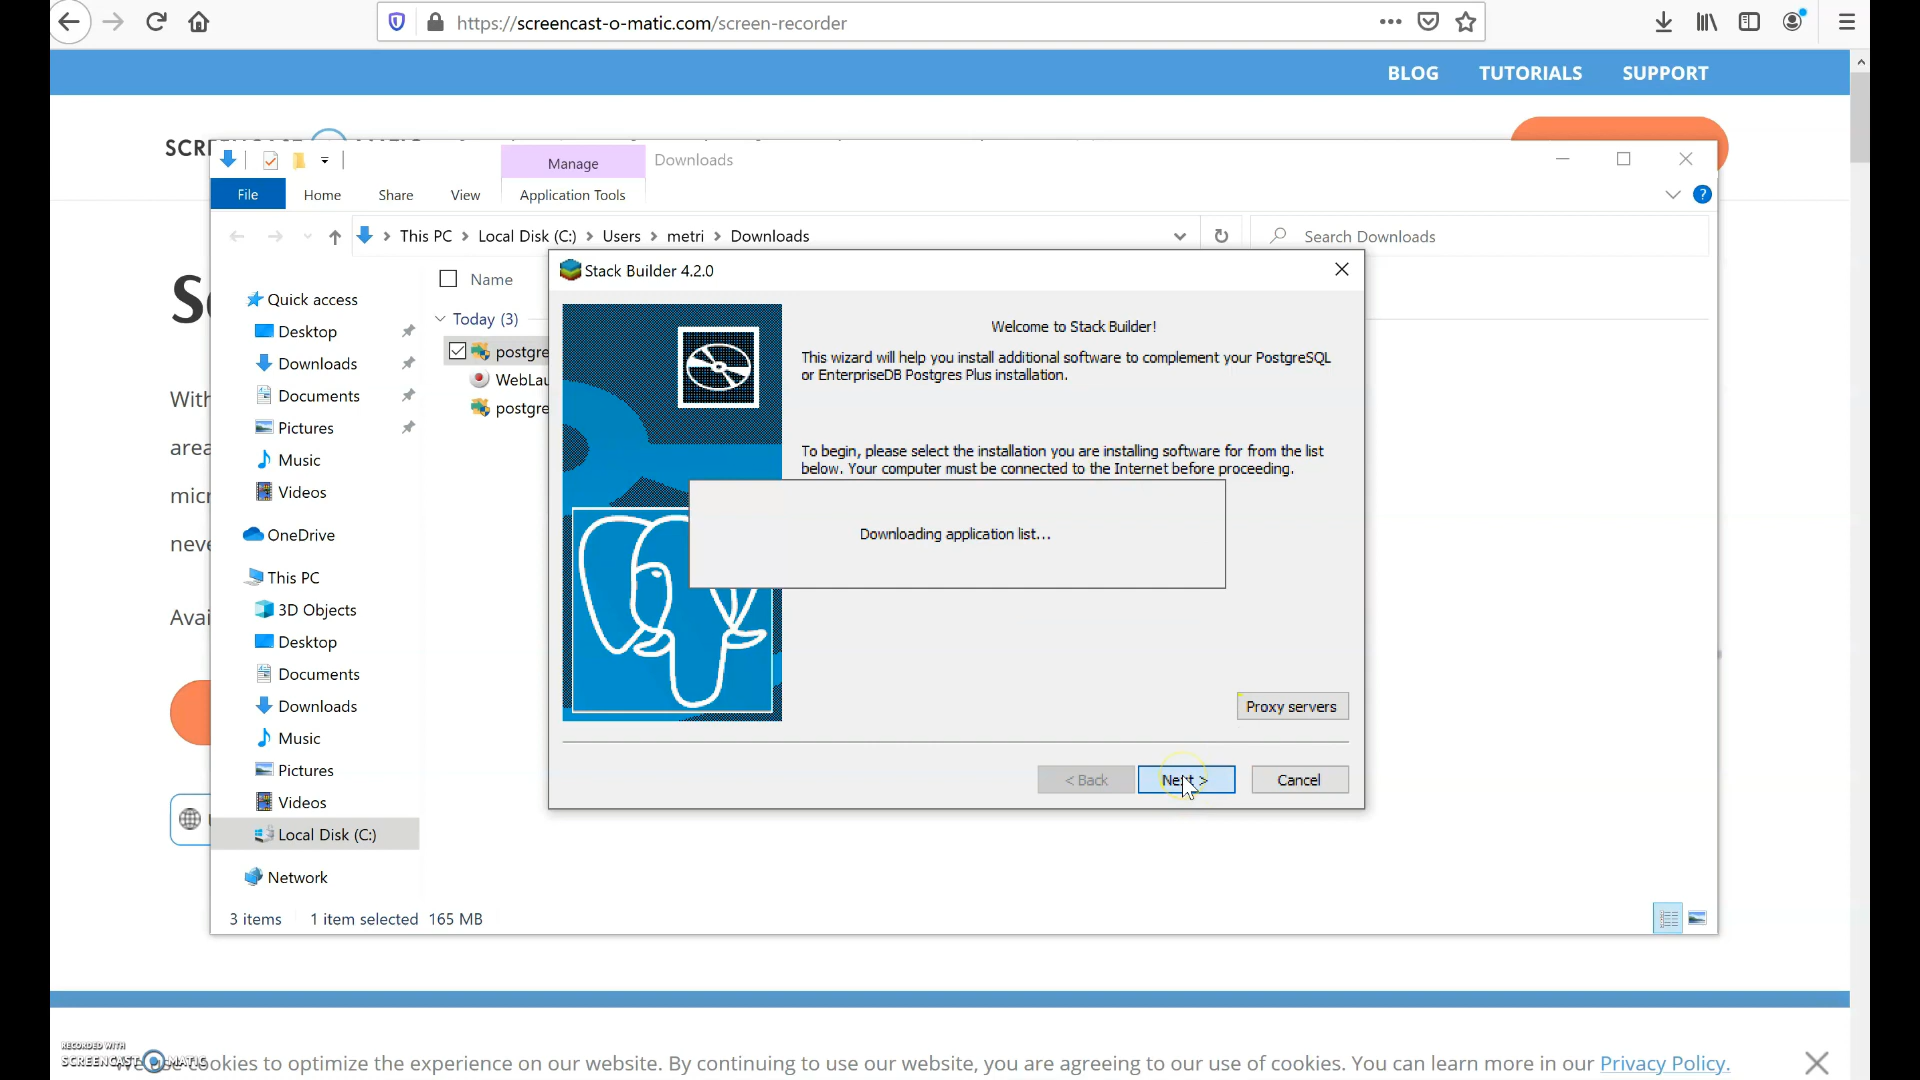 https://screencast-o-matic.com/screen-recorder
BLOG
TUTORIALS
SUPPORT
Manage
Downloads
File
Home
Share
View
Application Tools
?
This PC > Local Disk (C:) > Users > metri > Downloads
Search Downloads
Name
Today (3)
postgre
WebLau
postgre
Quick access
Desktop
Downloads
Documents
Pictures
Music
Videos
OneDrive
This PC
3D Objects
Desktop
Documents
Downloads
Music
Pictures
Videos
Local Disk (C:)
Network
3 items
1 item selected
165 MB
Stack Builder 4.2.0
Welcome to Stack Builder!
This wizard will help you install additional software to complement your PostgreSQL
or EnterpriseDB Postgres Plus installation.
To begin, please select the installation you are installing software for from the list
below. Your computer must be connected to the Internet before proceeding.
Downloading application list...
Proxy servers
< Back
Next >
Cancel
With
area
micr
neve
Avai
RECORDED WITH
SCREENCAST-O-MATIC
cookies to optimize the experience on our website. By continuing to use our website, you are agreeing to our use of cookies. You can learn more in our Privacy Policy.